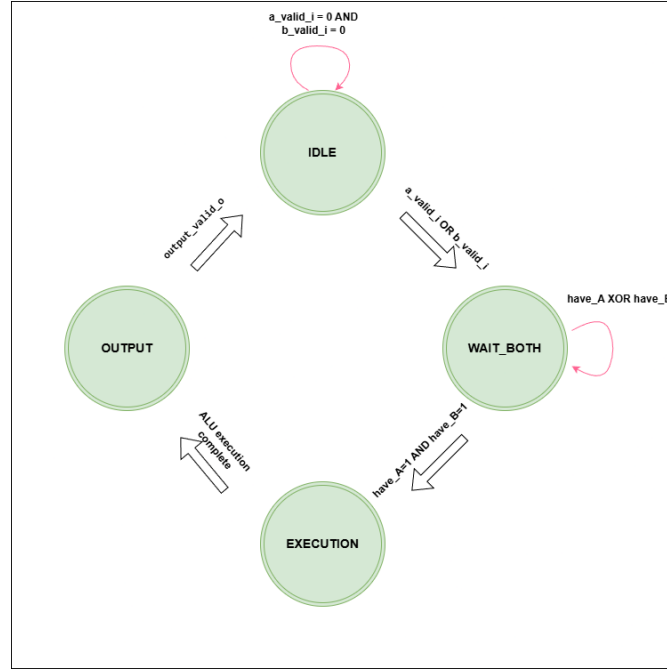 a_valid_i = 0 AND
b_valid_i = 0
IDLE
output_valid_o
a_valid_i OR b_valid_i
have_A XOR have_B
OUTPUT
WAIT_BOTH
ALU execution
complete
have_A=1 AND have_B=1
EXECUTION